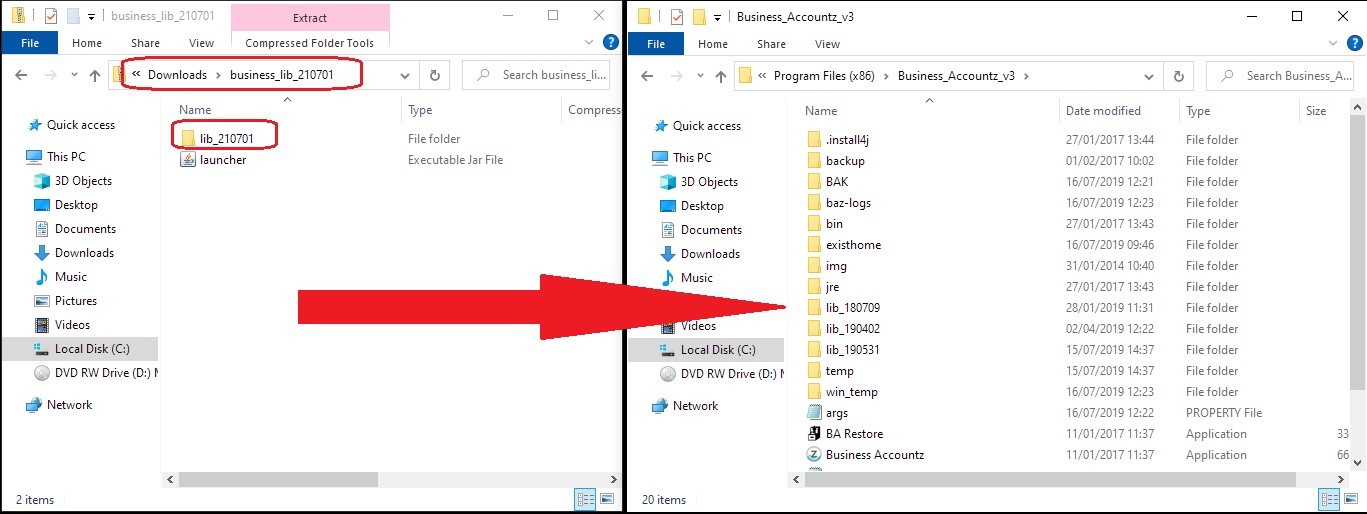 business_lib_210701
Extract
File
Home
Share
View
Compressed Folder Tools
Downloads
business_lib_210701
Search business_li...
Name
Type
Compress
Quick access
This PC
3D Objects
Desktop
Documents
Downloads
Music
Pictures
Videos
Local Disk (C:)
DVD RW Drive (D:) M
Network
lib_210701 File folder
launcher Executable Jar File
2 items
Business_Accountz_v3
File
Home
Share
View
Program Files (x86)
Business_Accountz_v3
Search Business_A...
Name
Date modified
Type
Size
Quick access
This PC
3D Objects
Desktop
Documents
Downloads
Music
Videos
Local Disk (C:)
DVD RW Drive (D:) M
Network
.install4j 27/01/2017 13:44 File folder
backup 01/02/2017 10:02 File folder
BAK 16/07/2019 12:21 File folder
baz-logs 16/07/2019 12:23 File folder
bin 27/01/2017 13:43 File folder
existhome 16/07/2019 09:46 File folder
img 31/01/2014 10:40 File folder
jre 27/01/2017 13:43 File folder
lib_180709 28/01/2019 11:31 File folder
lib_190402 02/04/2019 12:22 File folder
lib_190531 15/07/2019 14:37 File folder
temp 15/07/2019 14:37 File folder
win_temp 16/07/2019 12:23 File folder
args 16/07/2019 12:22 PROPERTY File
BA Restore 11/01/2017 11:37 Application 33
Business Accountz 11/01/2017 11:37 Application 66
20 items